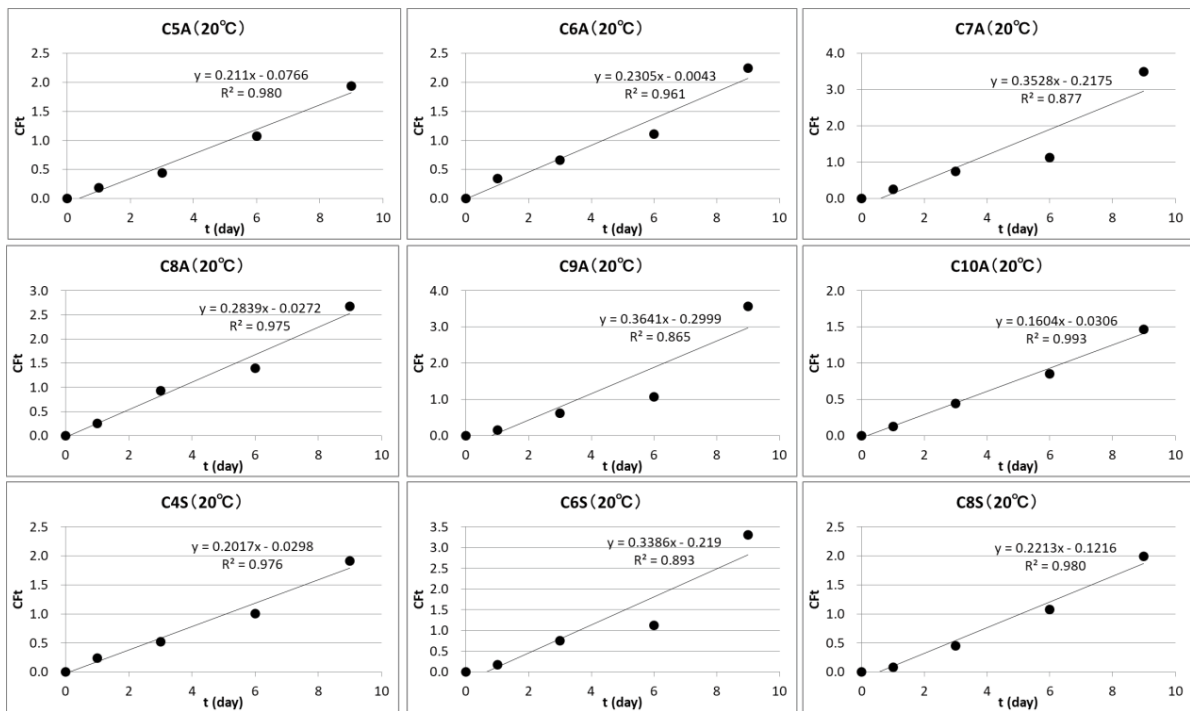 C5A(20℃)
2.5
y = 0.211x - 0.0766
R² = 0.980
2.0
1.5
CFt
1.0
0.5
0.0
0 2 4 6 8 10
t (day)
C6A(20℃)
2.5
y = 0.2305x - 0.0043
R² = 0.961
2.0
1.5
CFt
1.0
0.5
0.0
0 2 4 6 8 10
t (day)
C7A(20℃)
4.0
y = 0.3528x - 0.2175
R² = 0.877
3.0
CFt
2.0
1.0
0.0
0 2 4 6 8 10
t (day)
C8A(20℃)
3.0
y = 0.2839x - 0.0272
R² = 0.975
2.5
2.0
CFt
1.5
1.0
0.5
0.0
0 2 4 6 8 10
t (day)
C9A(20℃)
4.0
y = 0.3641x - 0.2999
R² = 0.865
3.0
CFt
2.0
1.0
0.0
0 2 4 6 8 10
t (day)
C10A(20℃)
2.0
y = 0.1604x - 0.0306
R² = 0.993
1.5
CFt
1.0
0.5
0.0
0 2 4 6 8 10
t (day)
C4S(20℃)
2.5
y = 0.2017x - 0.0298
R² = 0.976
2.0
1.5
CFt
1.0
0.5
0.0
0 2 4 6 8 10
t (day)
C6S(20℃)
3.5
y = 0.3386x - 0.219
R² = 0.893
3.0
2.5
2.0
CFt
1.5
1.0
0.5
0.0
0 2 4 6 8 10
t (day)
C8S(20℃)
2.5
y = 0.2213x - 0.1216
R² = 0.980
2.0
1.5
CFt
1.0
0.5
0.0
0 2 4 6 8 10
t (day)